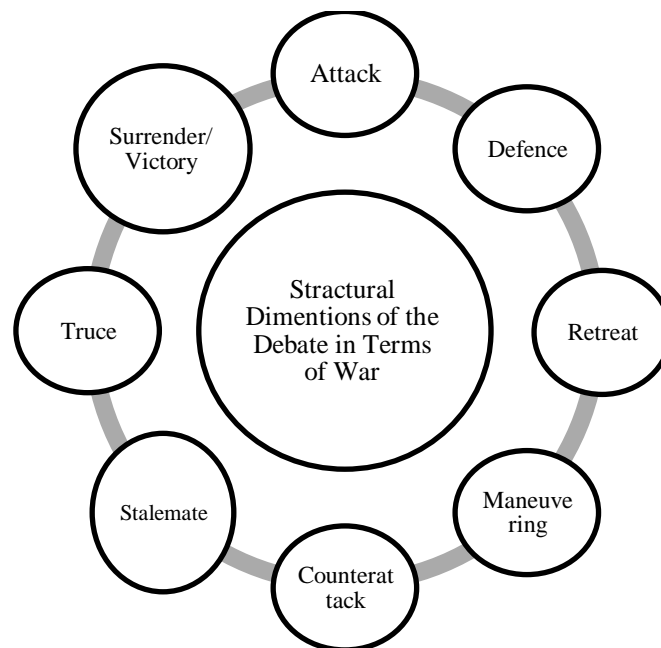 Attack
Surrender/
Victory
Defence
Stractural
Dimentions of the
Debate in Terms
of War
Truce
Retreat
Stalemate
Maneuve
ring
Counterat
tack